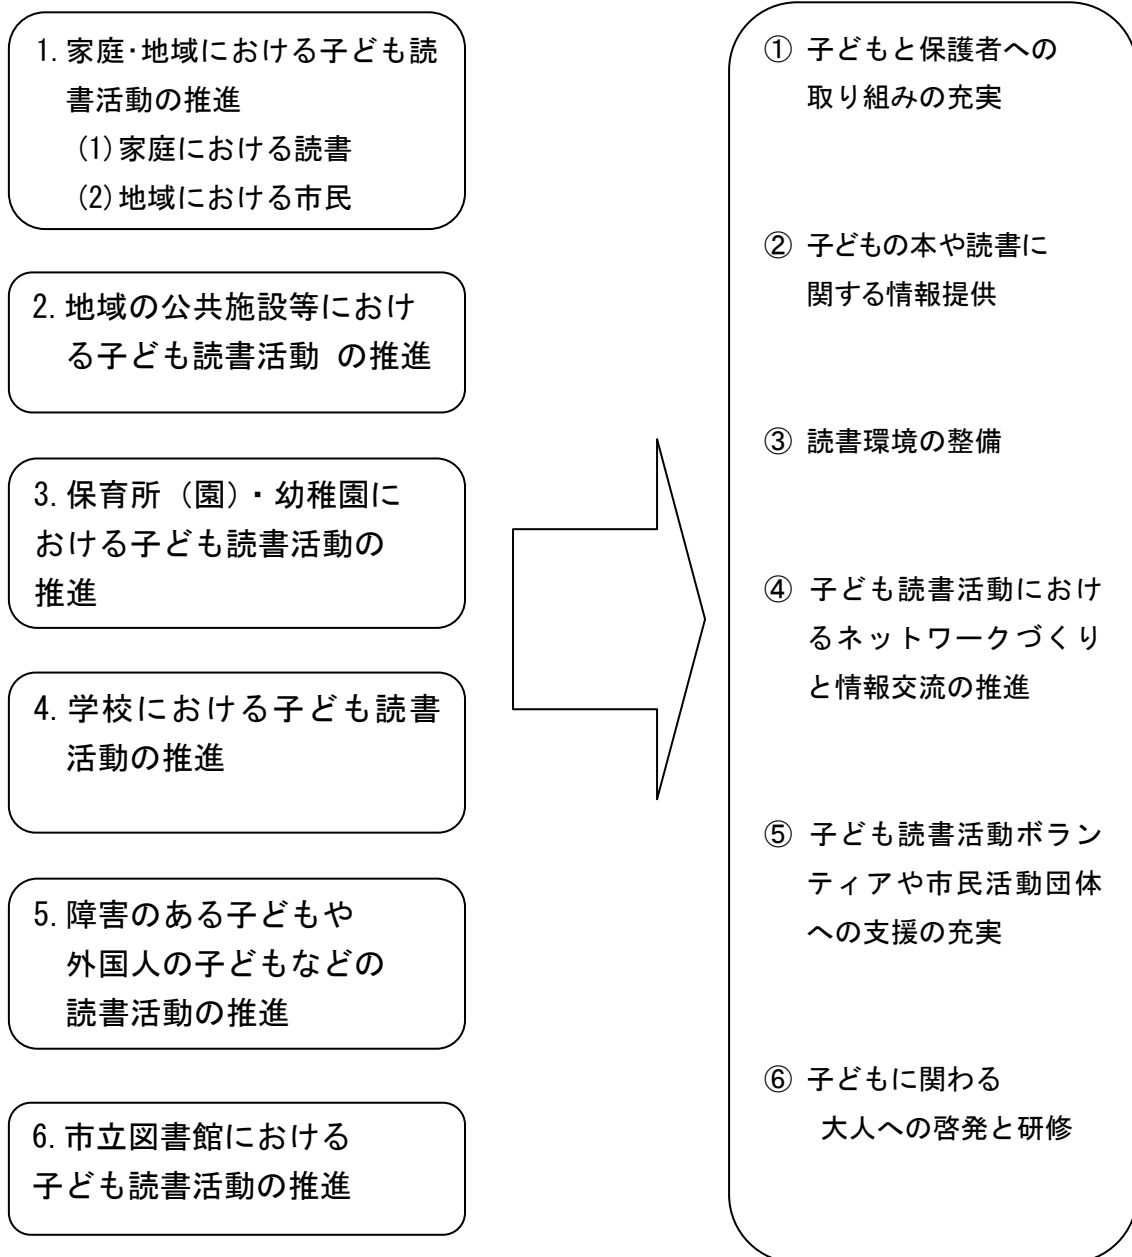 1. 家庭･地域における子ども読
書活動の推進
(1)家庭における読書
(2)地域における市民
2. 地域の公共施設等におけ
る子ども読書活動 の推進
3. 保育所（園）・幼稚園に
おける子ども読書活動の
推進
4. 学校における子ども読書
活動の推進
5. 障害のある子どもや
外国人の子どもなどの
読書活動の推進
6. 市立図書館における
子ども読書活動の推進
① 子どもと保護者への
取り組みの充実
② 子どもの本や読書に
関する情報提供
③ 読書環境の整備
④ 子ども読書活動におけ
るネットワークづくり
と情報交流の推進
⑤ 子ども読書活動ボラン
ティアや市民活動団体
への支援の充実
⑥ 子どもに関わる
大人への啓発と研修